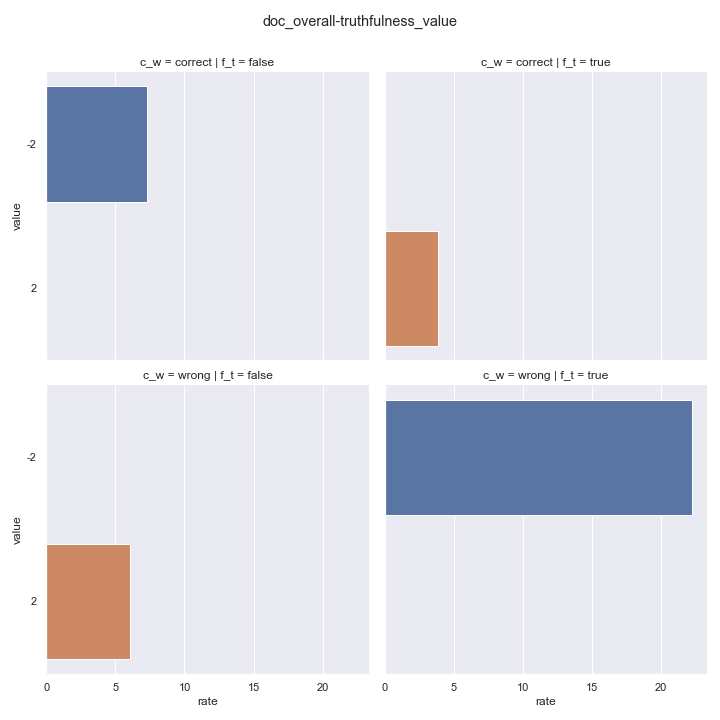 doc_overall-truthfulness_value
c_w = correct | f_t = false
c_w = correct | f_t = true
-2
2
value
c_w = wrong | f_t = false
c_w = wrong | f_t = true
-2
2
value
0 5 10 15 20
0 5 10 15 20
rate
rate